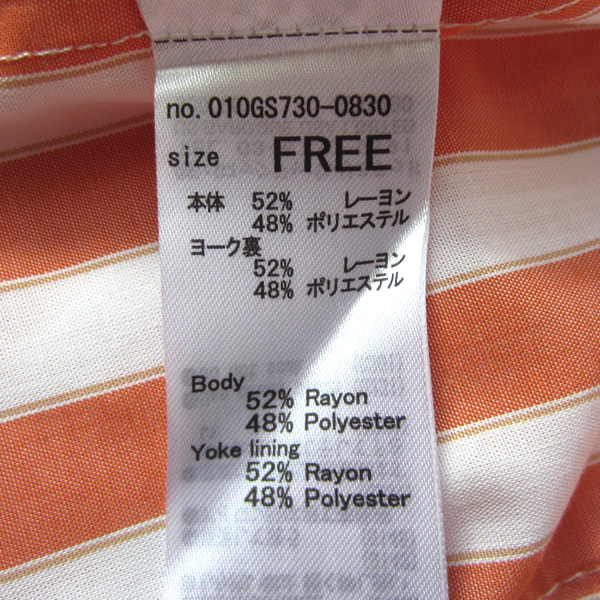 no. 010GS730-0830
size FREE
本体 52% レーヨン
48% ポリエステル
ヨーク裏
52% レーヨン
48% ポリエステル
Body
52% Rayon
48% Polyester
Yoke lining
52% Rayon
48% Polyester